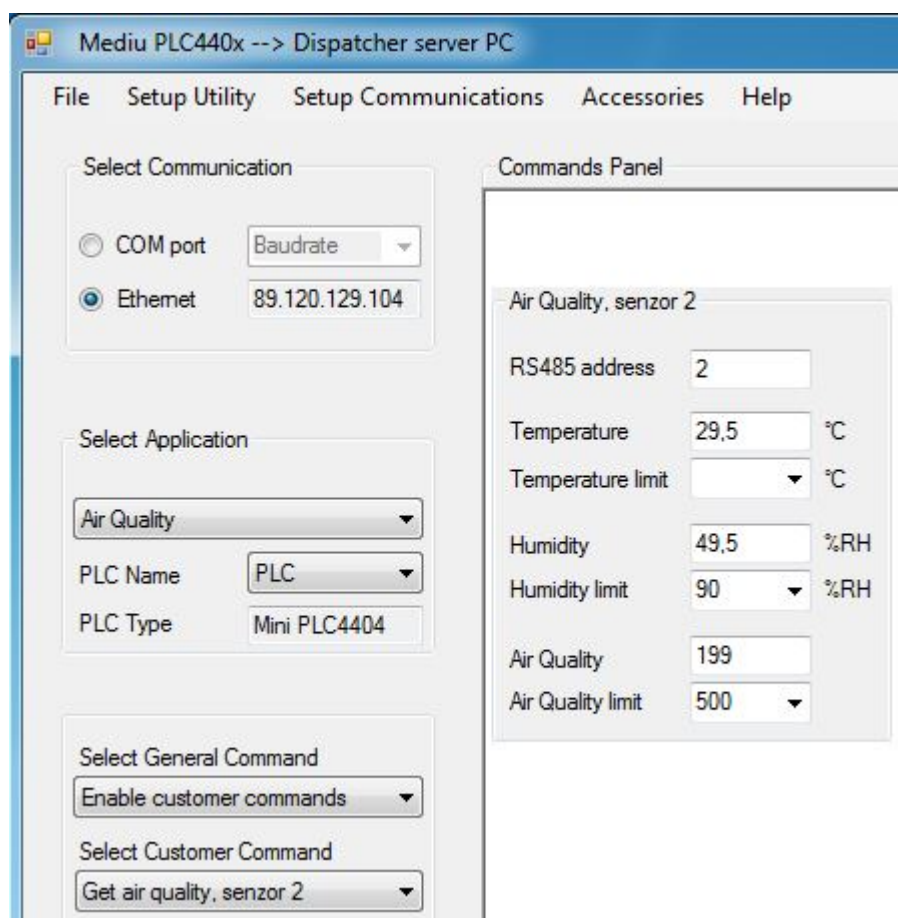 Mediu PLC440x --> Dispatcher server PC
File Setup Utility Setup Communications Accessories Help
Select Communication
COM port Baudrate
Ethernet 89.120.129.104
Select Application
Air Quality
PLC Name PLC
PLC Type Mini PLC4404
Select General Command
Enable customer commands
Select Customer Command
Get air quality, senzor 2
Commands Panel
Air Quality, senzor 2
RS485 address 2
Temperature 29,5 °C
Temperature limit °C
Humidity 49,5 %RH
Humidity limit 90 %RH
Air Quality 199
Air Quality limit 500